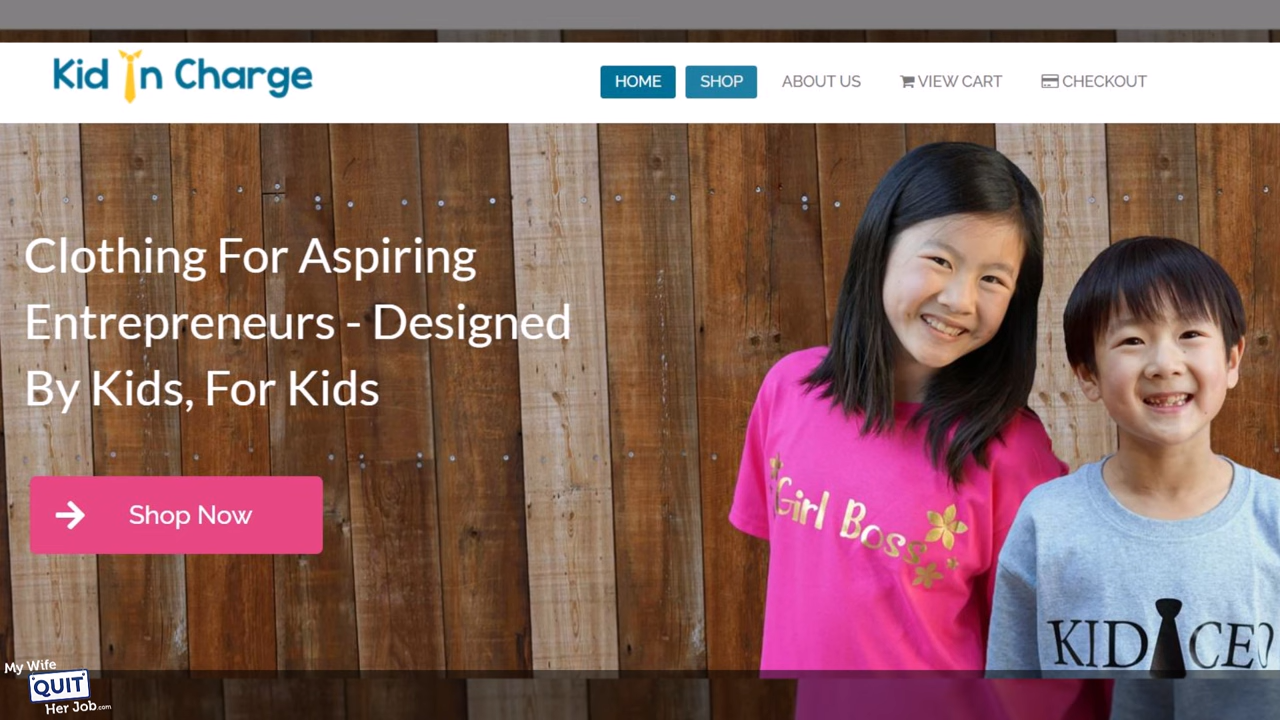 Kid In Charge
HOME SHOP ABOUT US VIEW CART CHECKOUT
Clothing For Aspiring
Entrepreneurs - Designed
By Kids, For Kids
Shop Now
Girl Boss
KID CEO
My Wife
QUIT
Her Job.com